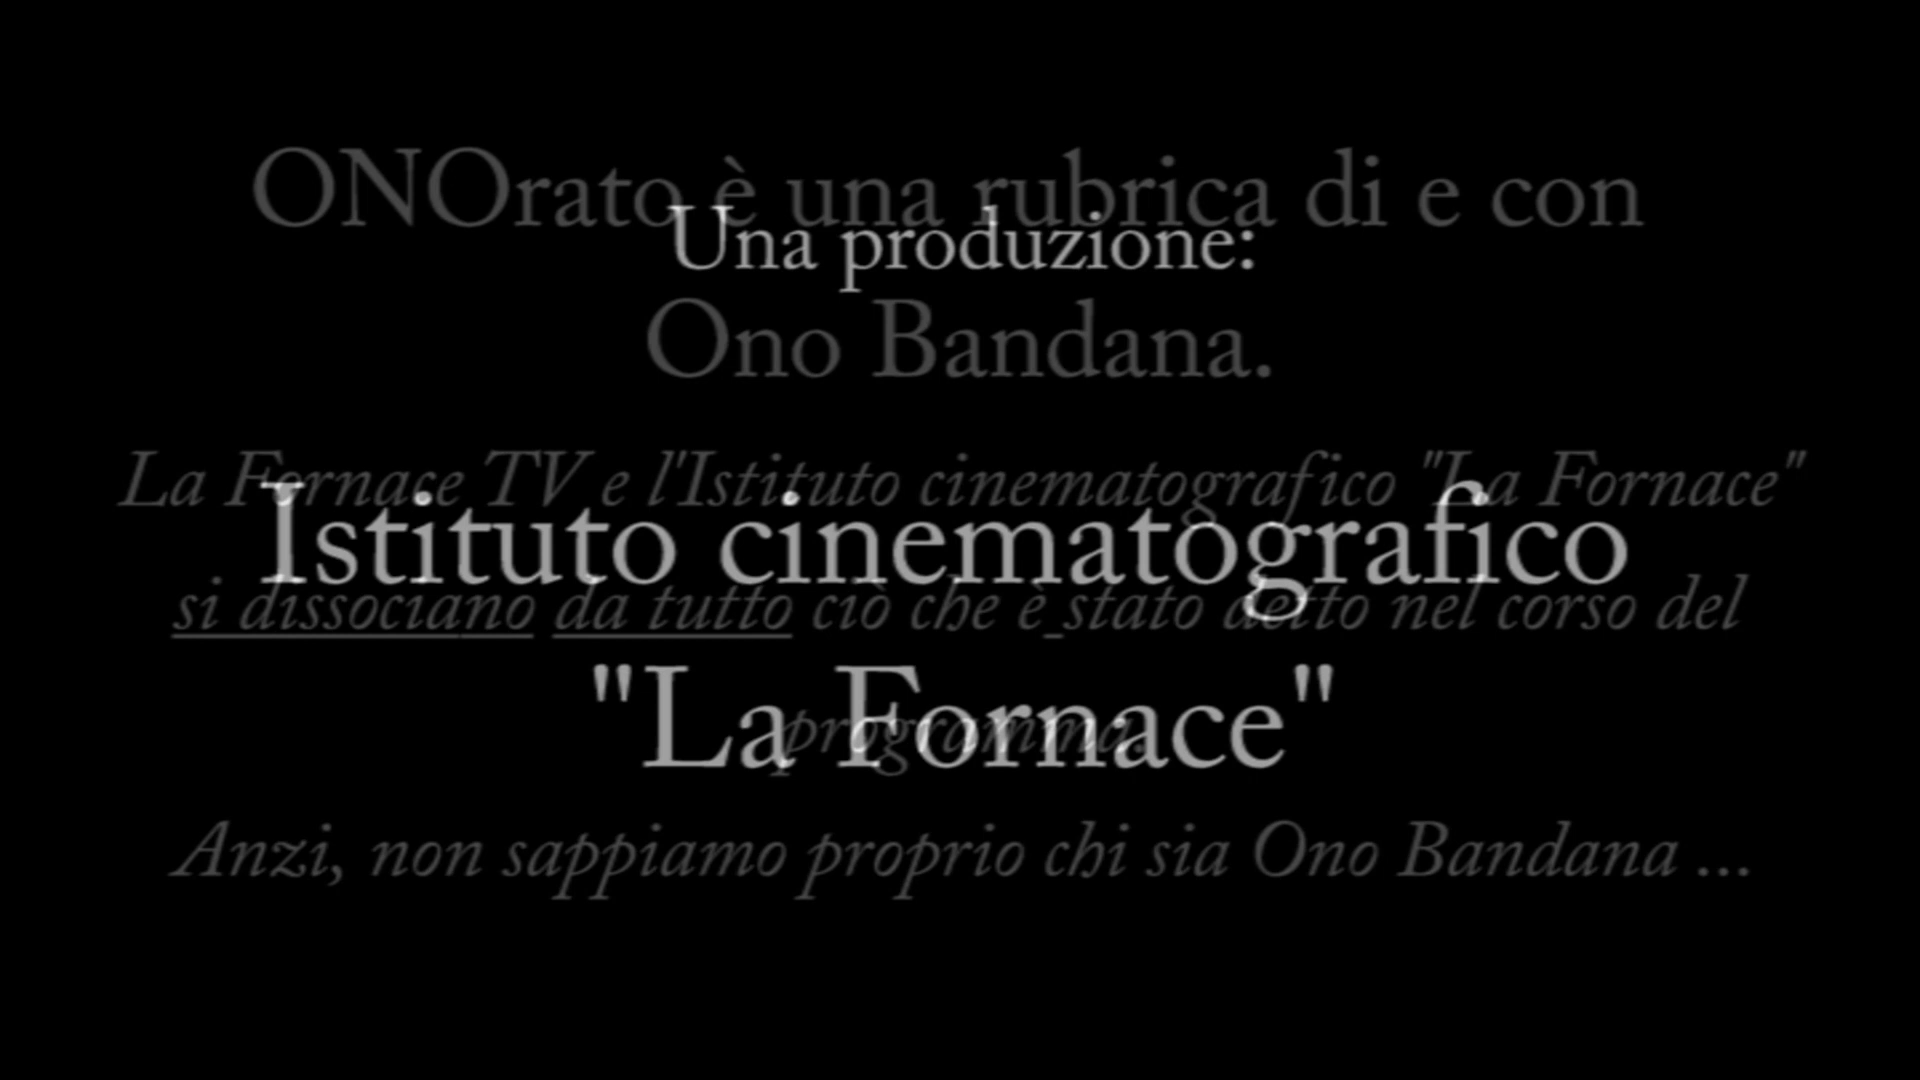 ONOrato è una rubrica di e con
Una produzione:
Ono Bandana.
La Fornace TV e l'Istituto cinematografico "La Fornace"
Istituto cinematografico
si dissociano da tutto ciò che è stato detto nel corso del
"La Fornace"
programma.
Anzi, non sappiamo proprio chi sia Ono Bandana ...